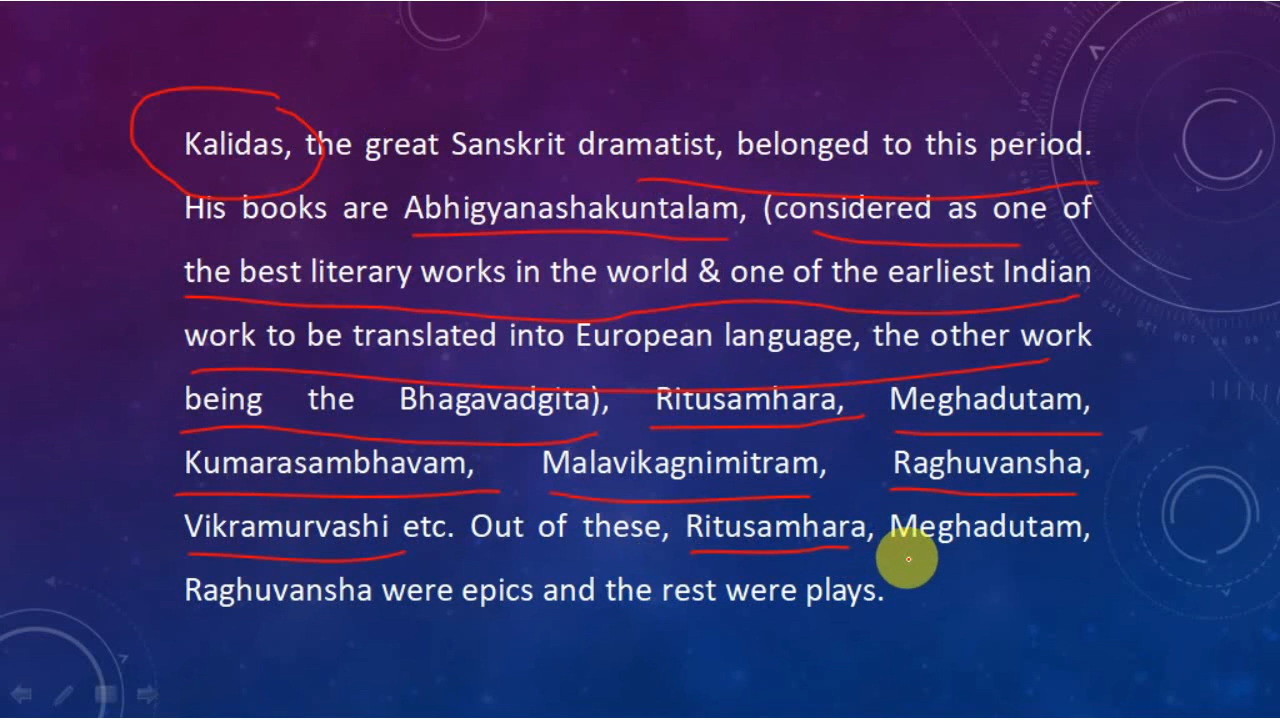 Kalidas, the great Sanskrit dramatist, belonged to this period.
His books are Abhigyanashakuntalam, (considered as one of
the best literary works in the world & one of the earliest Indian
work to be translated into European language, the other work
being the Bhagavadgita), Ritusamhara, Meghadutam,
Kumarasambhavam, Malavikagnimitram, Raghuvansha,
Vikramurvashi etc. Out of these, Ritusamhara, Meghadutam,
Raghuvansha were epics and the rest were plays.